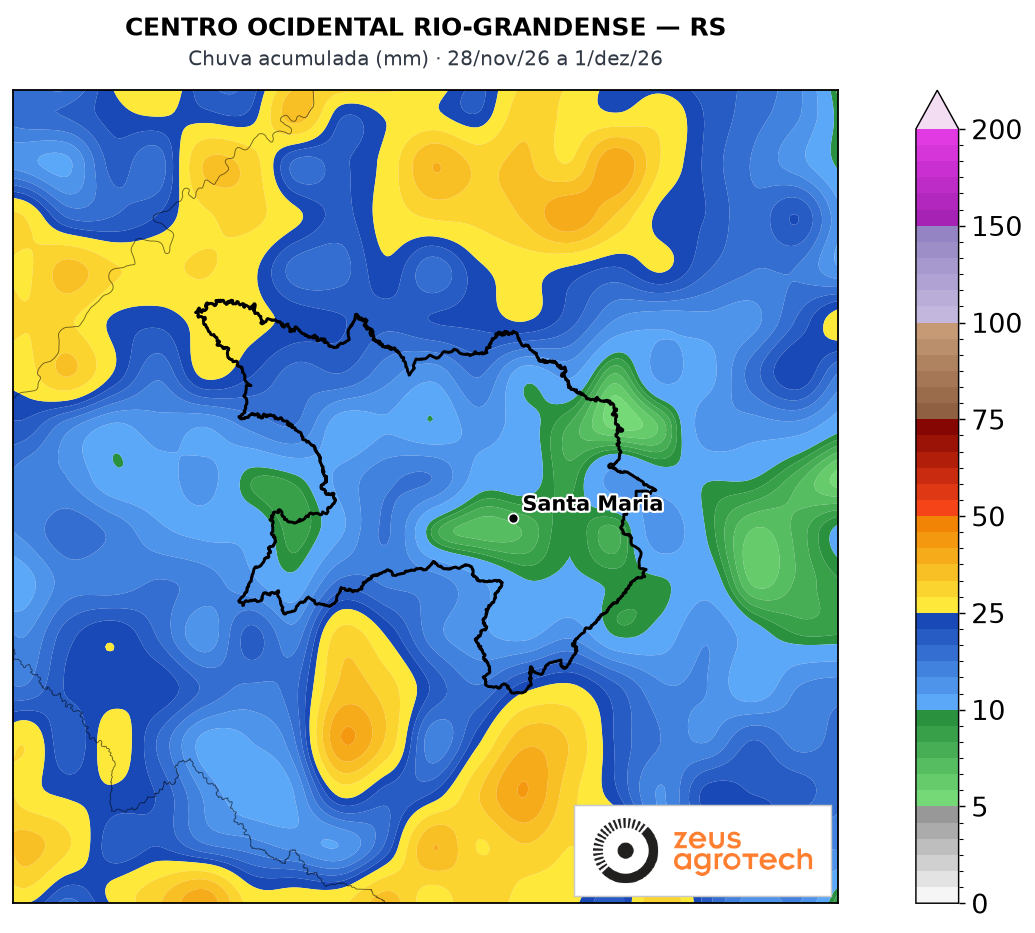 CENTRO OCIDENTAL RIO-GRANDENSE — RS
Chuva acumulada (mm) · 28/nov/26 a 1/dez/26
200
150
100
75
50
25
10
5
0
Santa Maria
zeus
agrotech